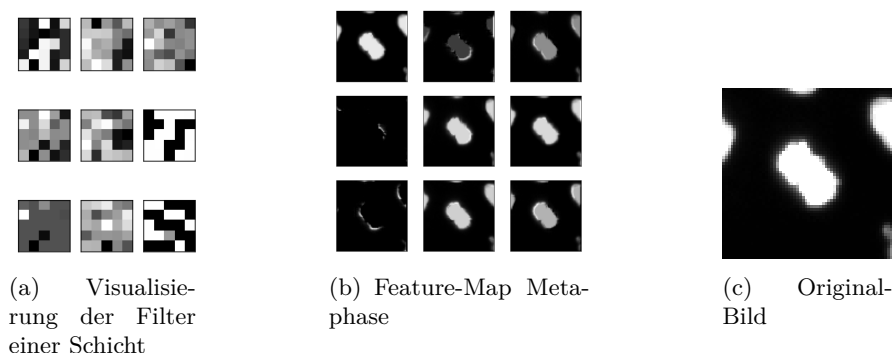 (a) Visualisie-
rung der Filter
einer Schicht
(b) Feature-Map Meta-
phase
(c) Original-
Bild